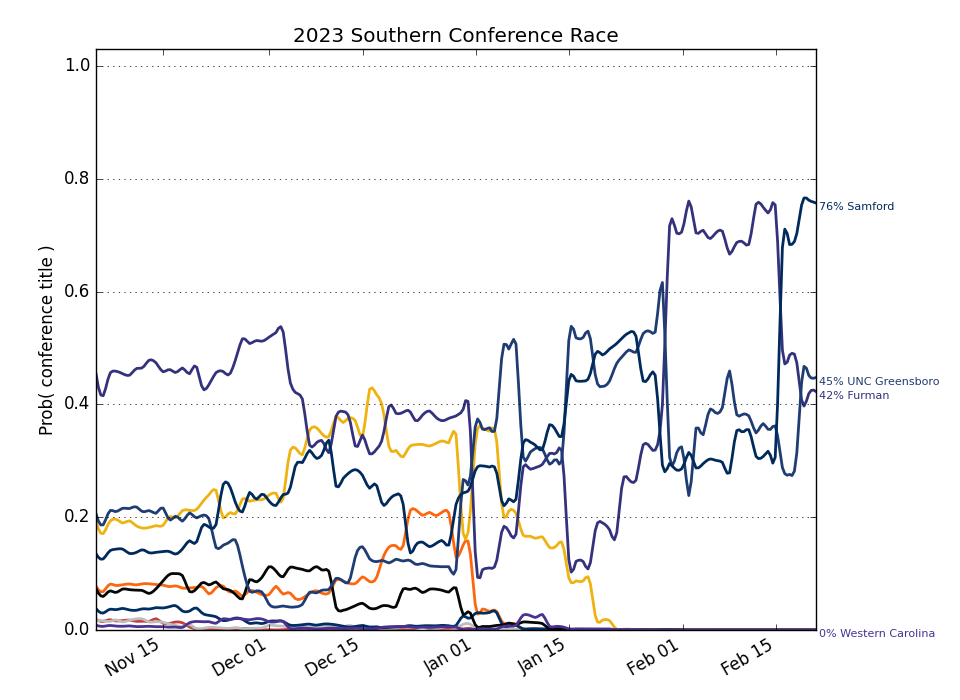 2023 Southern Conference Race
Prob( conference title )
1.0
0.8
0.6
0.4
0.2
0.0
76% Samford
45% UNC Greensboro
42% Furman
0% Western Carolina
Nov 15
Dec 01
Dec 15
Jan 01
Jan 15
Feb 01
Feb 15